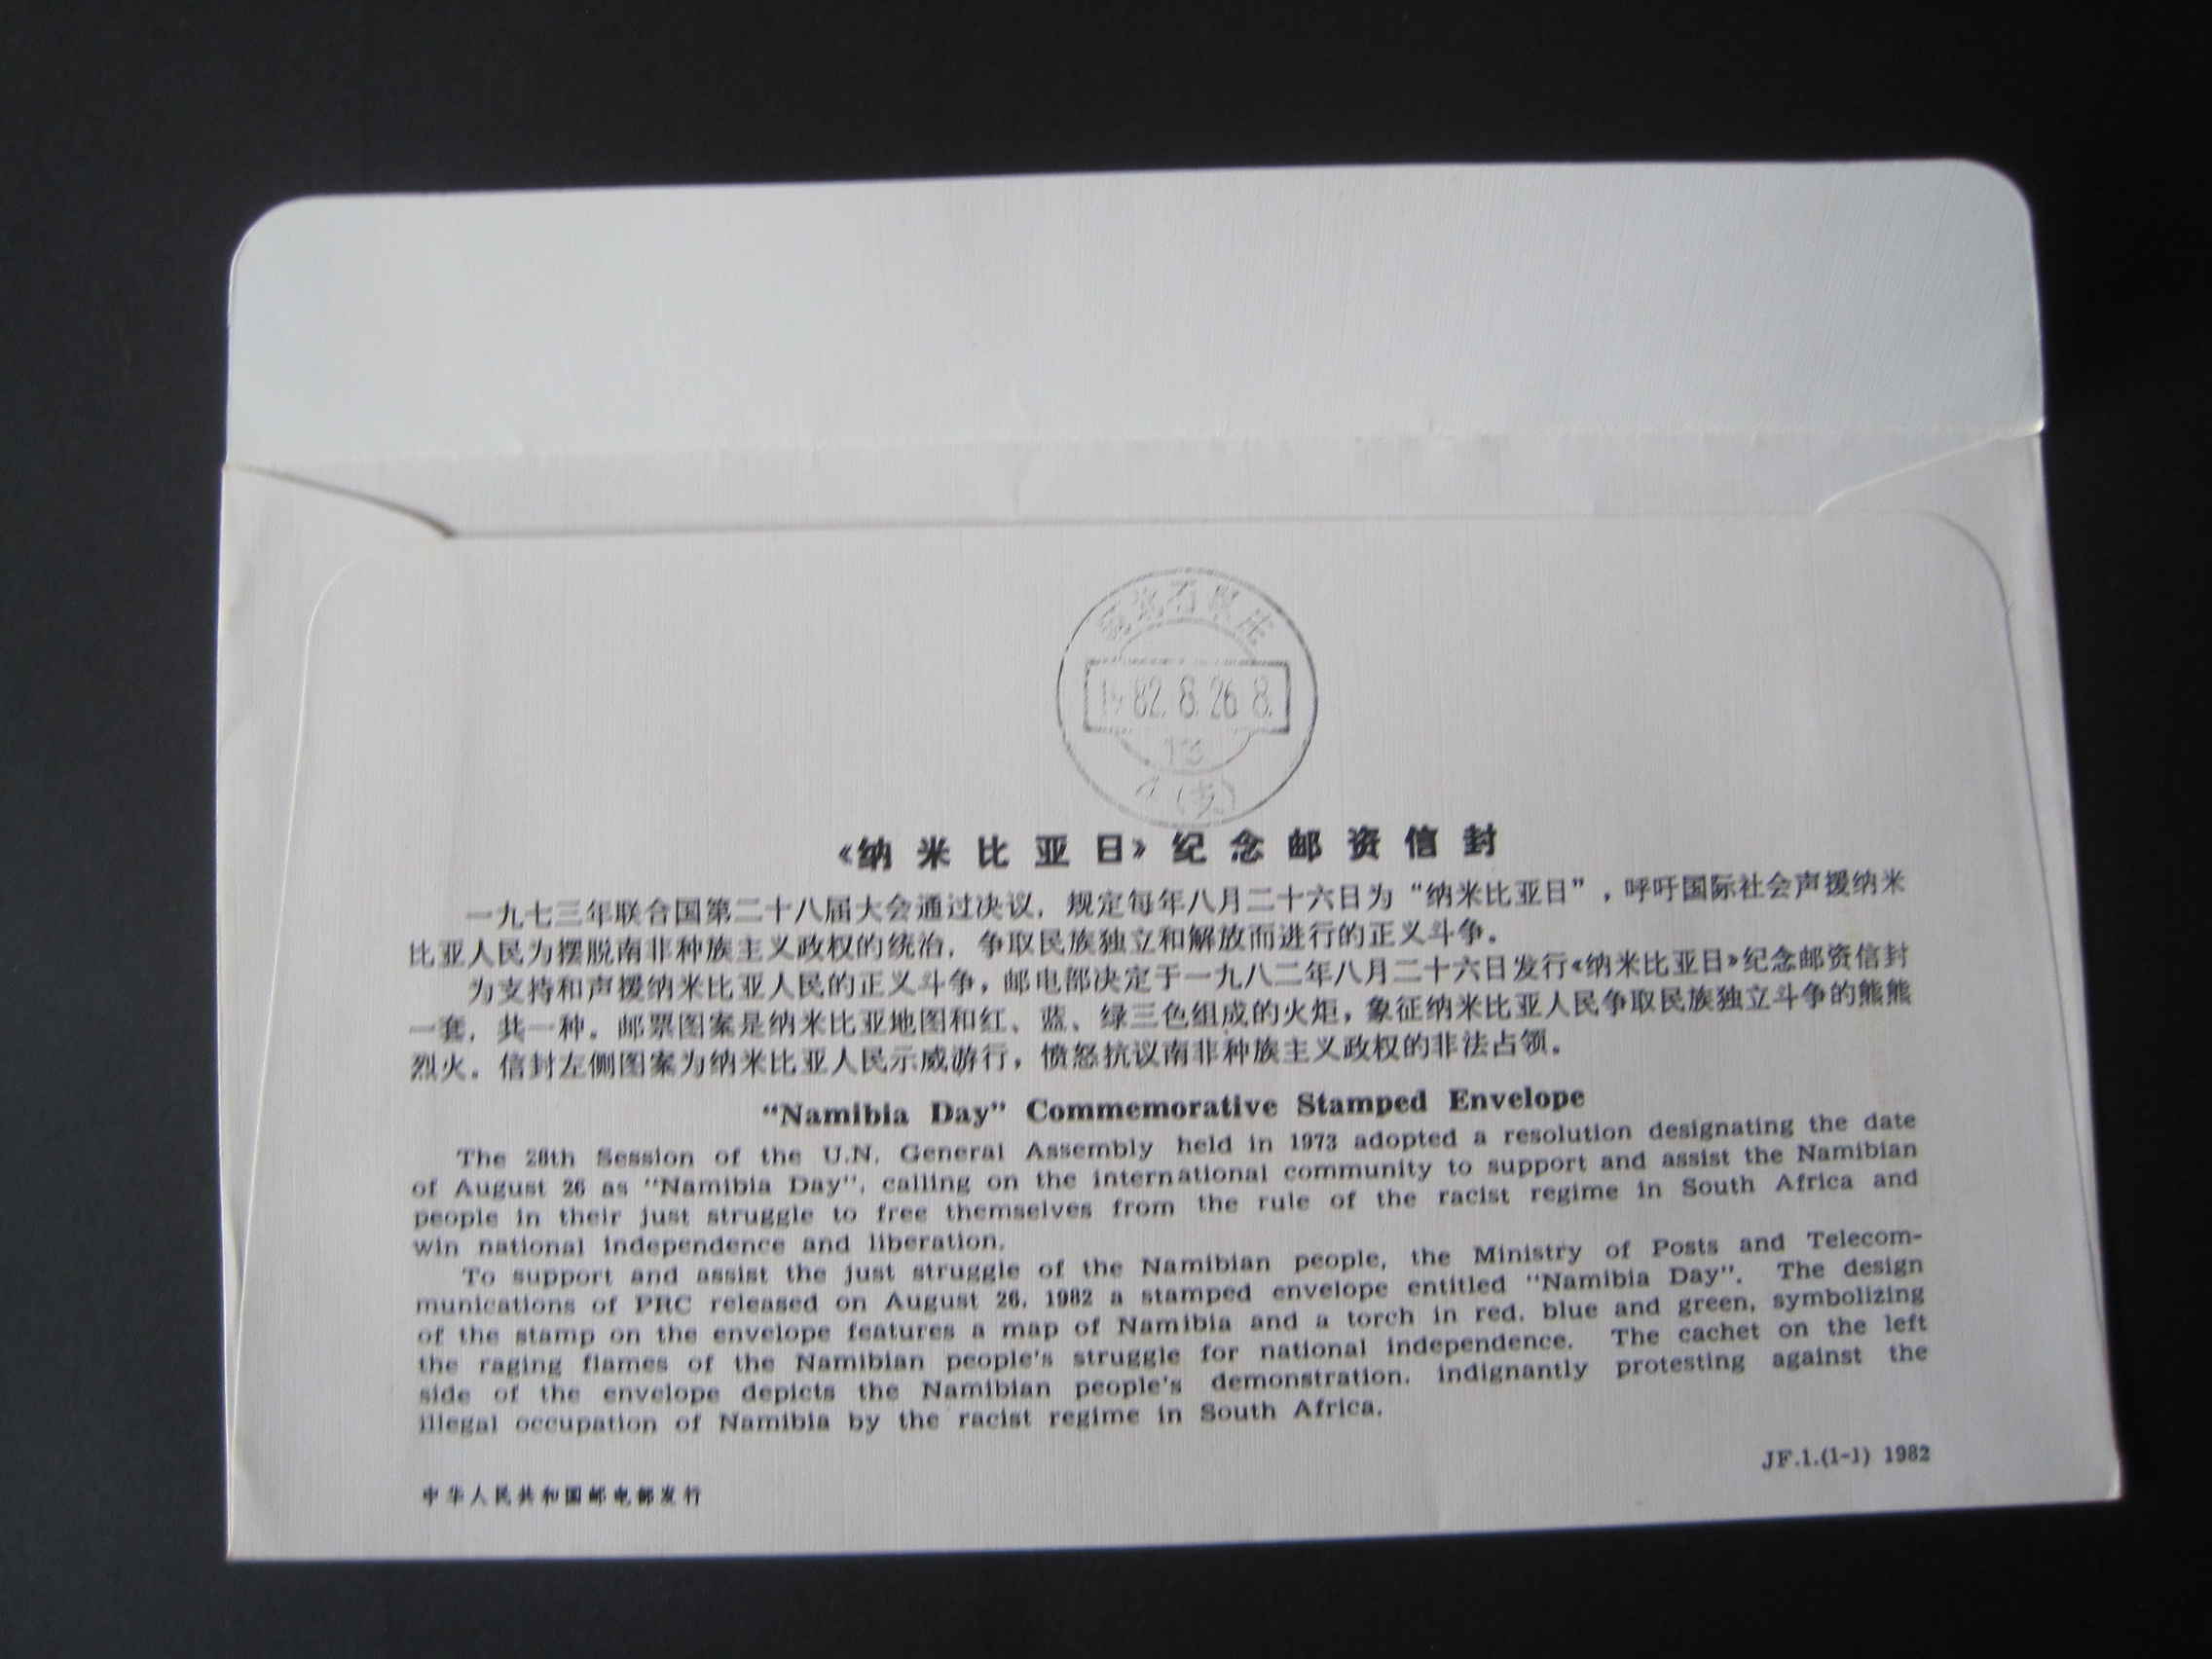 河北石家庄
1982.8.26.8.
13
(支)
《纳米比亚日》纪念邮资信封
一九七三年联合国第二十八届大会通过决议，规定每年八月二十六日为“纳米比亚日”，呼吁国际社会声援纳米
比亚人民为摆脱南非种族主义政权的统治，争取民族独立和解放而进行的正义斗争。
为支持和声援纳米比亚人民的正义斗争，邮电部决定于一九八二年八月二十六日发行《纳米比亚日》纪念邮资信封
一套，共一种。邮票图案是纳米比亚地图和红、蓝、绿三色组成的火炬，象征纳米比亚人民争取民族独立斗争的熊熊
烈火。信封左侧图案为纳米比亚人民示威游行，愤怒抗议南非种族主义政权的非法占领。
"Namibia Day" Commemorative Stamped Envelope
The 28th Session of the U.N. General Assembly held in 1973 adopted a resolution designating the date
of August 26 as "Namibia Day", calling on the international community to support and assist the Namibian
people in their just struggle to free themselves from the rule of the racist regime in South Africa and
win national independence and liberation.
To support and assist the just struggle of the Namibian people, the Ministry of Posts and Telecom-
munications of PRC released on August 26, 1982 a stamped envelope entitled "Namibia Day". The design
of the stamp on the envelope features a map of Namibia and a torch in red, blue and green, symbolizing
the raging flames of the Namibian people's struggle for national independence. The cachet on the left
side of the envelope depicts the Namibian people's demonstration, indignantly protesting against the
illegal occupation of Namibia by the racist regime in South Africa.
JF.1.(1-1) 1982
中华人民共和国邮电部发行